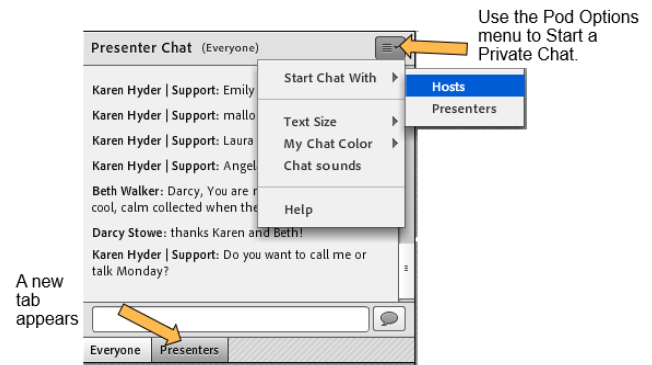 Use the Pod Options
menu to Start a
Private Chat.
Presenter Chat (Everyone)
Start Chat With
Hosts
Presenters
Text Size
My Chat Color
Chat sounds
Help
Karen Hyder | Support: Emily
Karen Hyder | Support: mallo
Karen Hyder | Support: Laura
Karen Hyder | Support: Angel
Beth Walker: Darcy, You are
cool, calm collected when the
Darcy Stowe: thanks Karen and Beth!
Karen Hyder | Support: Do you want to call me or
talk Monday?
A new
tab
appears
Everyone
Presenters